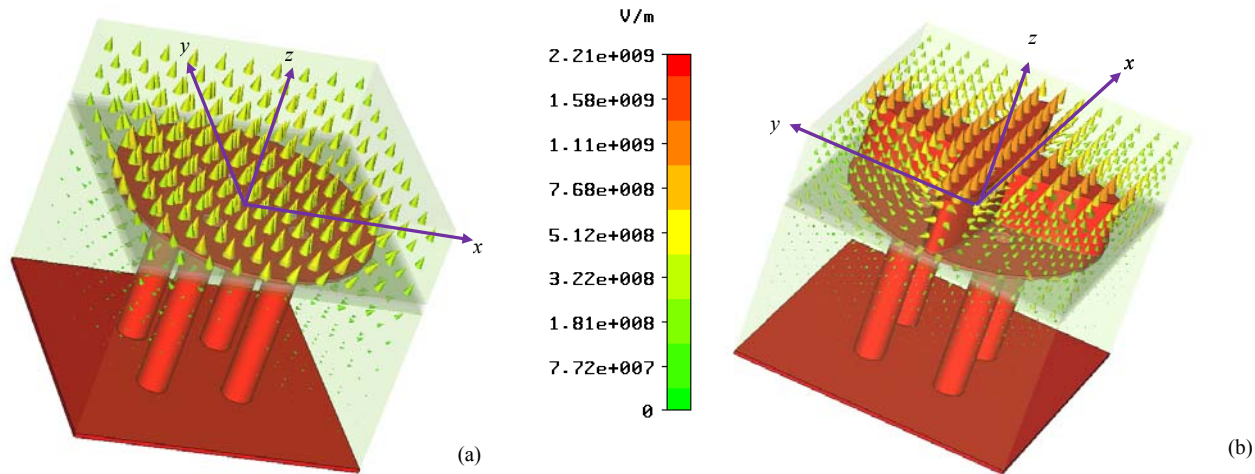 y
z
x
(a)
V/m
2.21e+009
1.58e+009
1.11e+009
7.68e+008
5.12e+008
3.22e+008
1.81e+008
7.72e+007
0
z
x
y
(b)